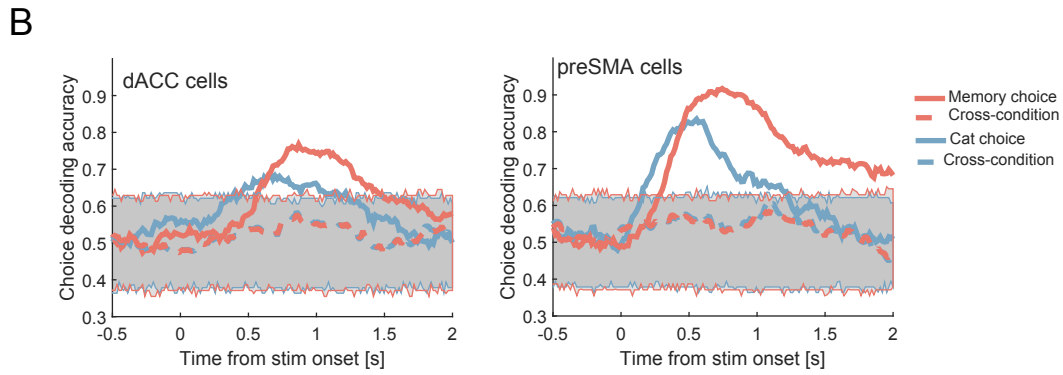 B
dACC cells
preSMA cells
Choice decoding accuracy
0.9
0.8
0.7
0.6
0.5
0.4
0.3
-0.5
0
0.5
1
1.5
2
Time from stim onset [s]
Choice decoding accuracy
0.9
0.8
0.7
0.6
0.5
0.4
0.3
-0.5
0
0.5
1
1.5
2
Time from stim onset [s]
Memory choice
Cross-condition
Cat choice
Cross-condition